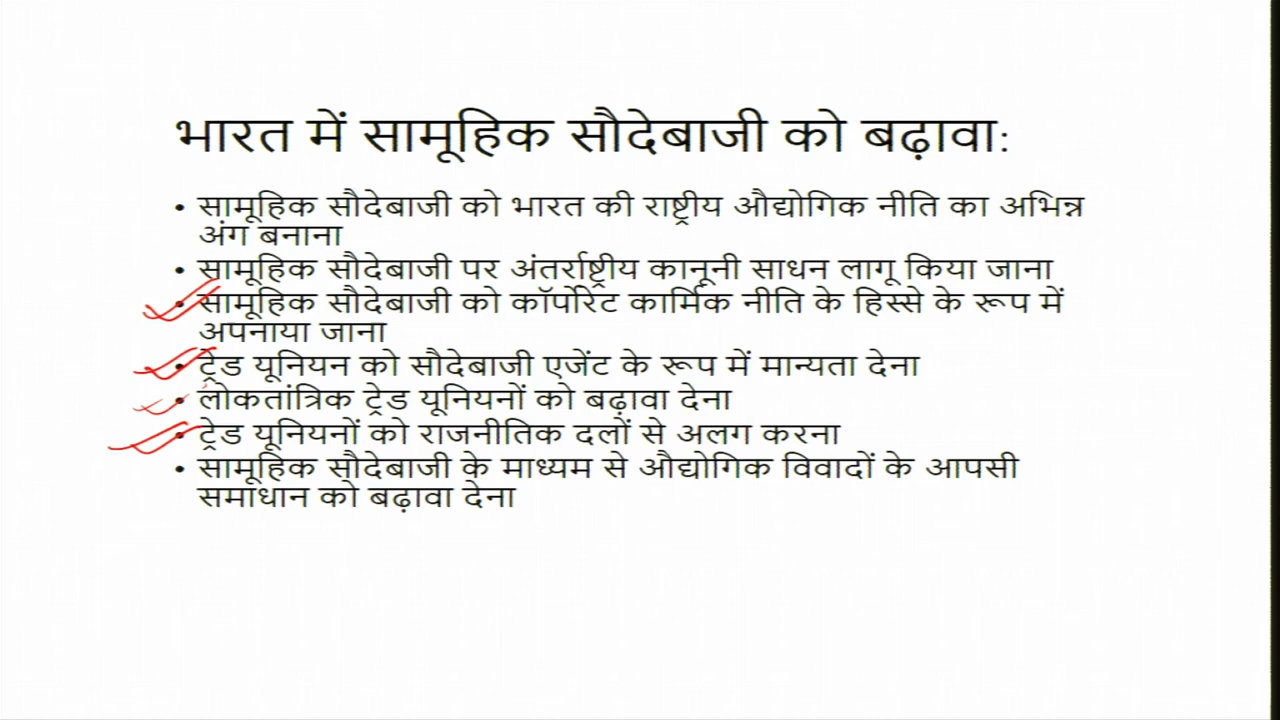 भारत में सामूहिक सौदेबाजी को बढ़ावा:
• सामूहिक सौदेबाजी को भारत की राष्ट्रीय औद्योगिक नीति का अभिन्न
अंग बनाना
• सामूहिक सौदेबाजी पर अंतर्राष्ट्रीय कानूनी साधन लागू किया जाना
• सामूहिक सौदेबाजी को कॉर्पोरेट कार्मिक नीति के हिस्से के रूप में
अपनाया जाना
• ट्रेड यूनियन को सौदेबाजी एजेंट के रूप में मान्यता देना
• लोकतांत्रिक ट्रेड यूनियनों को बढ़ावा देना
• ट्रेड यूनियनों को राजनीतिक दलों से अलग करना
• सामूहिक सौदेबाजी के माध्यम से औद्योगिक विवादों के आपसी
समाधान को बढ़ावा देना